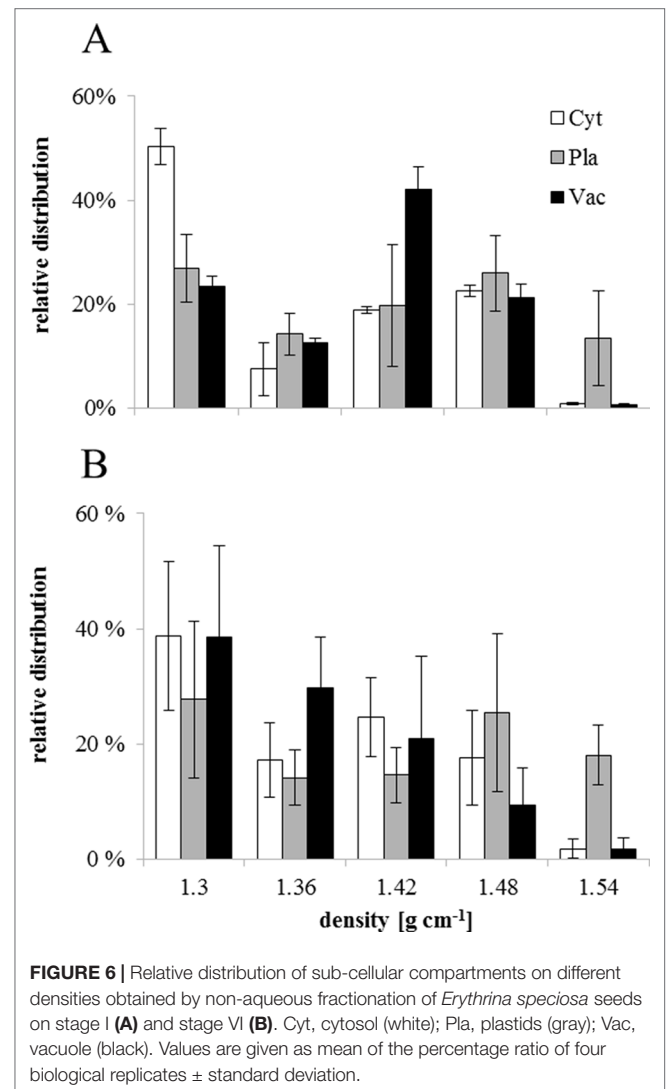 A
60%
40%
20%
0%
relative distribution
Cyt
Pla
Vac
B
60 %
40 %
20 %
0 %
relative distribution
1.3 1.36 1.42 1.48 1.54
density [g cm-1]
FIGURE 6 | Relative distribution of sub-cellular compartments on different
densities obtained by non-aqueous fractionation of Erythrina speciosa seeds
on stage I (A) and stage VI (B). Cyt, cytosol (white); Pla, plastids (gray); Vac,
vacuole (black). Values are given as mean of the percentage ratio of four
biological replicates ± standard deviation.